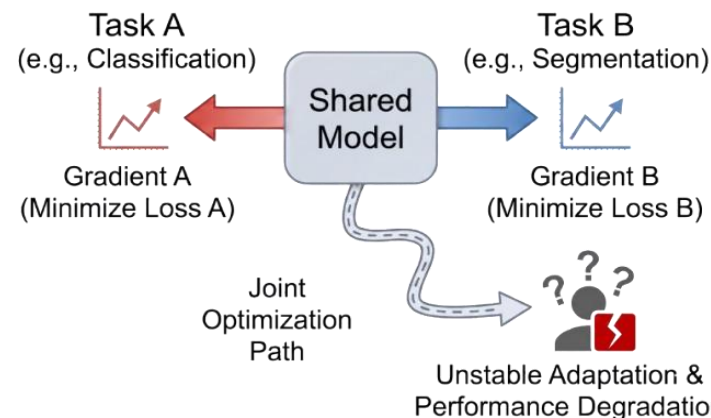 Task A
(e.g., Classification)
Gradient A
(Minimize Loss A)
Shared
Model
Task B
(e.g., Segmentation)
Gradient B
(Minimize Loss B)
Joint
Optimization
Path
? ? ?
Unstable Adaptation &
Performance Degradatio